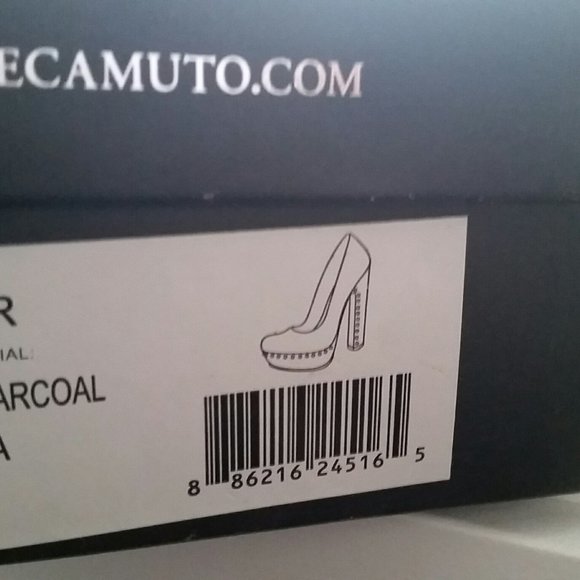 ECAMUTO.COM
R
IAL:
ARCOAL
A
8 86216 24516 5